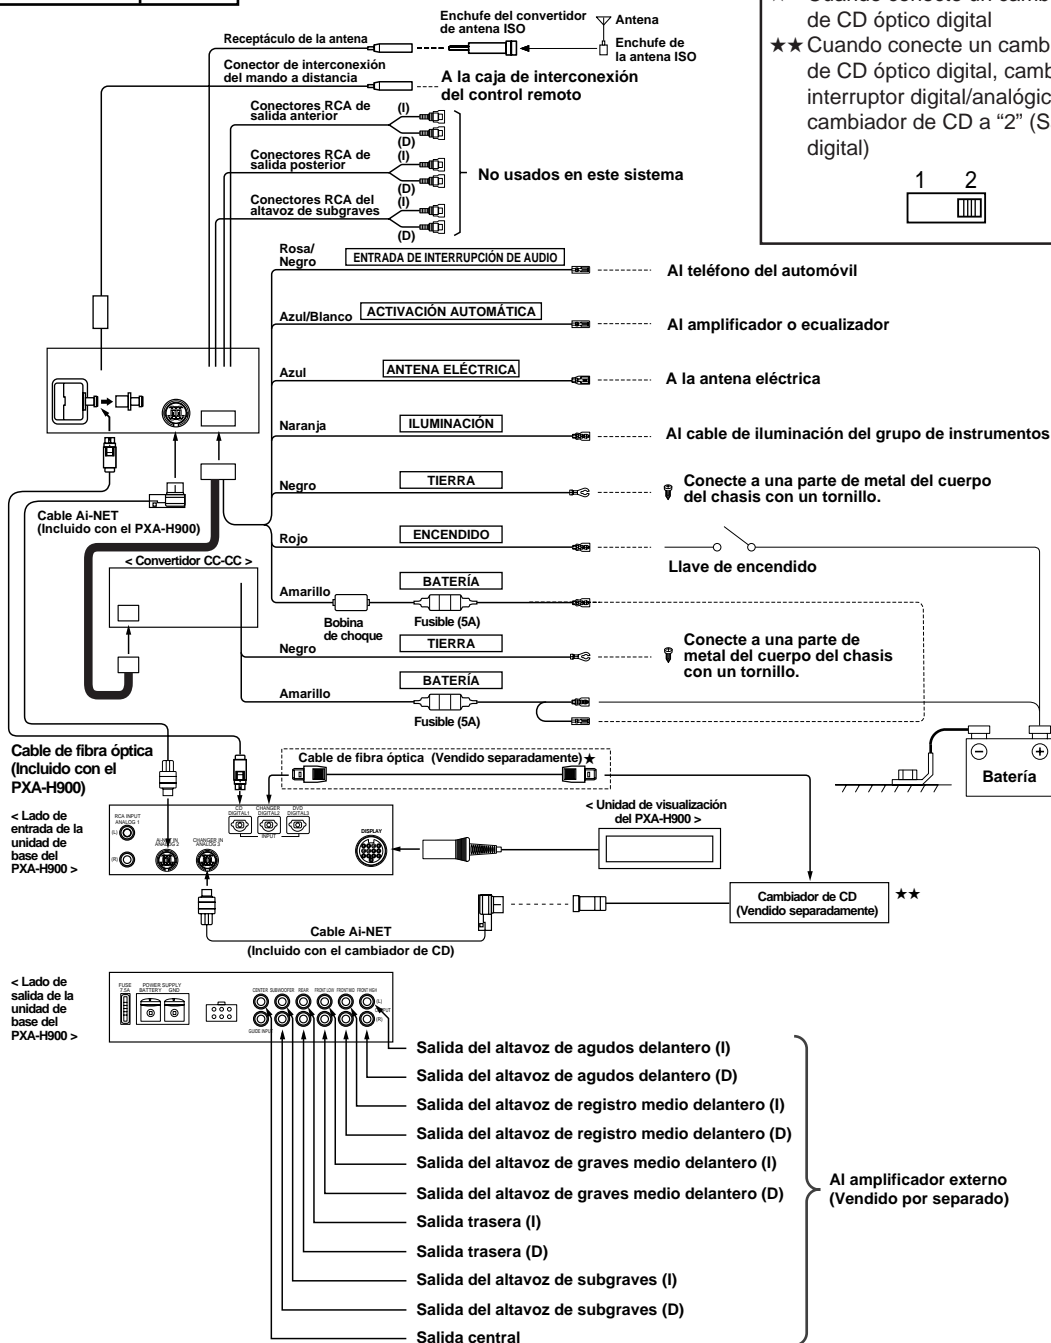 Cuando conecte un camb
de CD óptico digital
★★ Cuando conecte un camb
de CD óptico digital, camb
interruptor digital/analógic
cambiador de CD a “2” (S
digital)
1 2
Enchufe del convertidor
de antena ISO
Antena
Receptáculo de la antena
Enchufe de
la antena ISO
Conector de interconexión
del mando a distancia
A la caja de interconexión
del control remoto
Conectores RCA de
salida anterior
(I)
(D)
Conectores RCA de
salida posterior
(I)
(D)
No usados en este sistema
Conectores RCA del
altavoz de subgraves
(I)
(D)
Rosa/
Negro
ENTRADA DE INTERRUPCIÓN DE AUDIO
Al teléfono del automóvil
Azul/Blanco
ACTIVACIÓN AUTOMÁTICA
Al amplificador o ecualizador
Azul
ANTENA ELÉCTRICA
A la antena eléctrica
Naranja
ILUMINACIÓN
Al cable de iluminación del grupo de instrumentos
Negro
TIERRA
Conecte a una parte de metal del cuerpo
del chasis con un tornillo.
Cable Ai-NET
(Incluido con el PXA-H900)
Rojo
ENCENDIDO
Llave de encendido
< Convertidor CC-CC >
Amarillo
BATERÍA
Bobina
de choque
Fusible (5A)
Negro
TIERRA
Conecte a una parte de
metal del cuerpo del chasis
con un tornillo.
Amarillo
BATERÍA
Fusible (5A)
Batería
Cable de fibra óptica
(Incluido con el
PXA-H900)
Cable de fibra óptica (Vendido separadamente) ★
< Lado de
entrada de la
unidad de
base del
PXA-H900 >
RCA INPUT
ANALOG 1
(L)
(R)
Ai-NET IN
ANALOG 2
CHANGER IN
ANALOG 3
CD
DIGITAL1
CHANGER
DIGITAL2
DVD
DIGITAL3
INPUT
DISPLAY
< Unidad de visualización
del PXA-H900 >
Cambiador de CD
(Vendido separadamente)
★★
Cable Ai-NET
(Incluido con el cambiador de CD)
< Lado de
salida de la
unidad de
base del
PXA-H900 >
FUSE
7.5A
POWER SUPPLY
BATTERY GND
CENTER SUBWOOFER REAR FRONT LOW FRONT MID FRONT HIGH
(L)
(R)
GUIDE INPUT
Salida del altavoz de agudos delantero (I)
Salida del altavoz de agudos delantero (D)
Salida del altavoz de registro medio delantero (I)
Salida del altavoz de registro medio delantero (D)
Salida del altavoz de graves medio delantero (I)
Salida del altavoz de graves medio delantero (D)
Salida trasera (I)
Salida trasera (D)
Salida del altavoz de subgraves (I)
Salida del altavoz de subgraves (D)
Salida central
Al amplificador externo
(Vendido por separado)